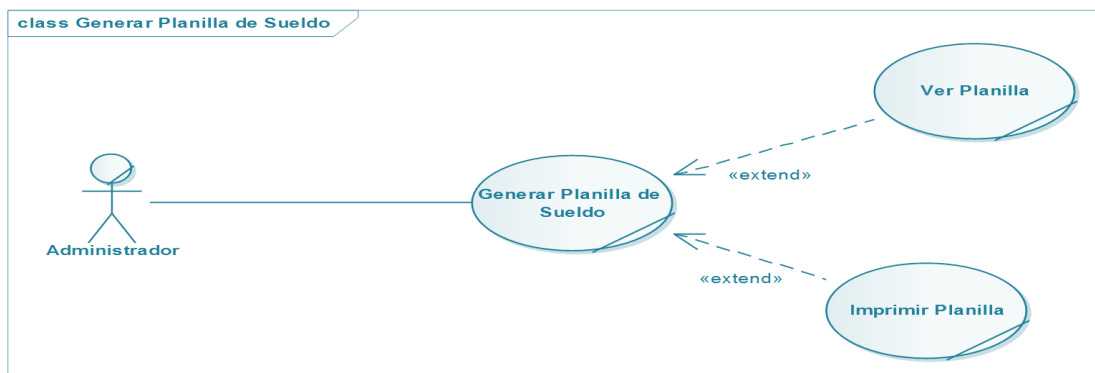 class Generar Planilla de Sueldo
Ver Planilla
«extend»
Generar Planilla de
Sueldo
Administrador
«extend»
Imprimir Planilla